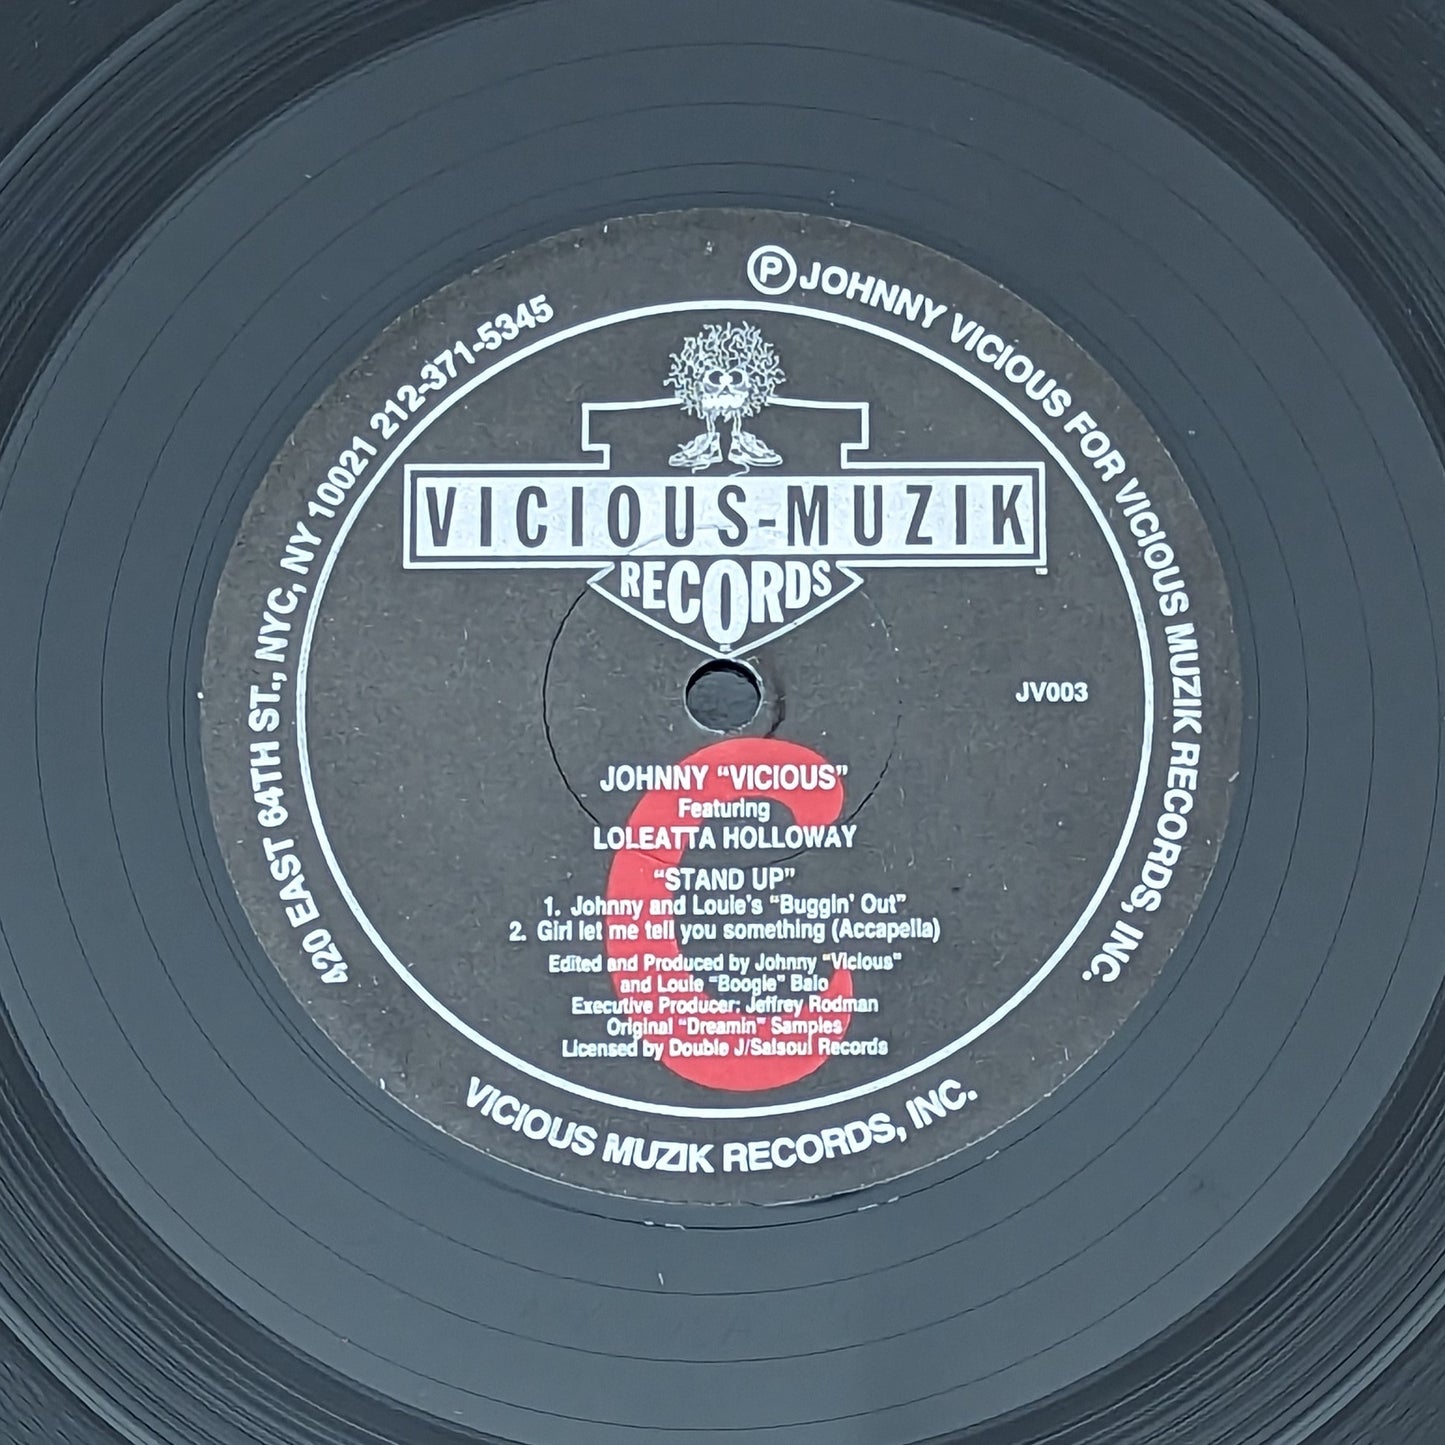 420 EAST 64TH ST., NYC, NY 10021 212-371-5345
Ⓟ JOHNNY VICIOUS FOR VICIOUS MUZIK RECORDS, INC.
VICIOUS-MUZIK
RECORDS
JV003
C
JOHNNY “VICIOUS”
Featuring
LOLEATTA HOLLOWAY
“STAND UP”
1. Johnny and Louie's “Buggin' Out”
2. Girl let me tell you something (Accapella)
Edited and Produced by Johnny “Vicious”
and Louie “Boogie” Balo
Executive Producer: Jeffrey Rodman
Original “Dreamin” Samples
Licensed by Double J/Salsoul Records
VICIOUS MUZIK RECORDS, INC.